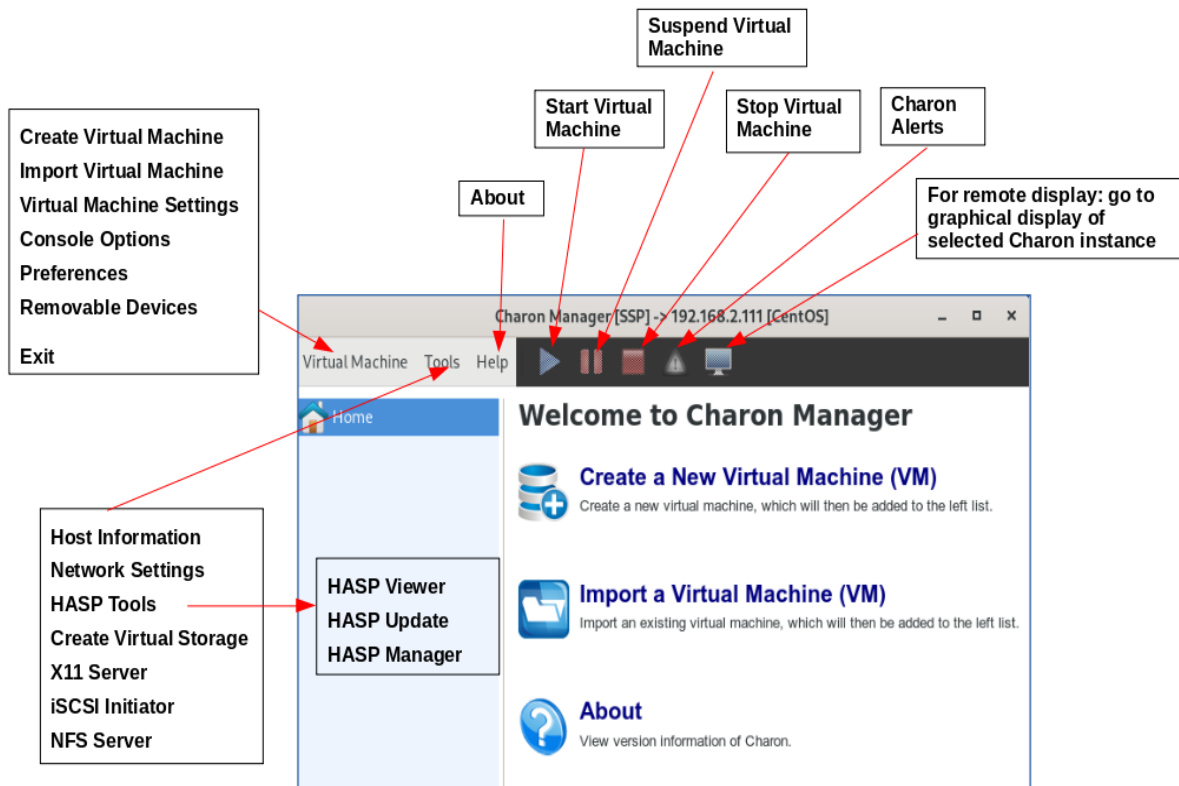 Suspend Virtual
Machine
Start Virtual
Machine
Stop Virtual
Machine
Charon
Alerts
Create Virtual Machine
Import Virtual Machine
Virtual Machine Settings
Console Options
Preferences
Removable Devices
Exit
About
For remote display: go to
graphical display of
selected Charon instance
Charon Manager [SSP] -> 192.168.2.111 [CentOS]
Virtual Machine Tools Help
Home
Welcome to Charon Manager
Create a New Virtual Machine (VM)
Create a new virtual machine, which will then be added to the left list.
Import a Virtual Machine (VM)
Import an existing virtual machine, which will then be added to the left list.
About
View version information of Charon.
Host Information
Network Settings
HASP Tools
Create Virtual Storage
X11 Server
iSCSI Initiator
NFS Server
HASP Viewer
HASP Update
HASP Manager